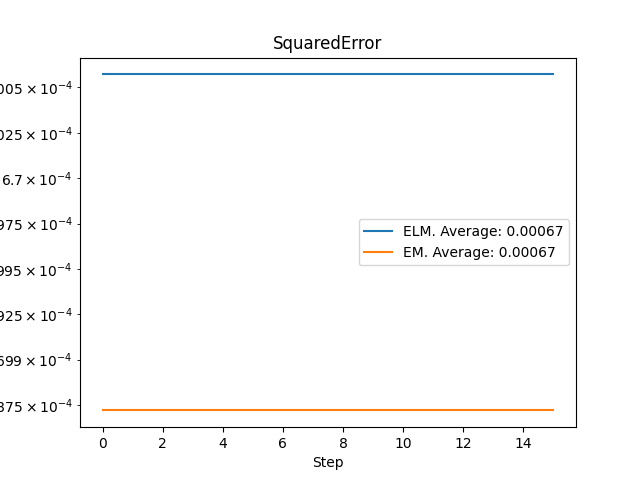 SquaredError
005 × 10⁻⁴
025 × 10⁻⁴
6.7 × 10⁻⁴
975 × 10⁻⁴
995 × 10⁻⁴
925 × 10⁻⁴
699 × 10⁻⁴
375 × 10⁻⁴
ELM. Average: 0.00067
EM. Average: 0.00067
0 2 4 6 8 10 12 14
Step